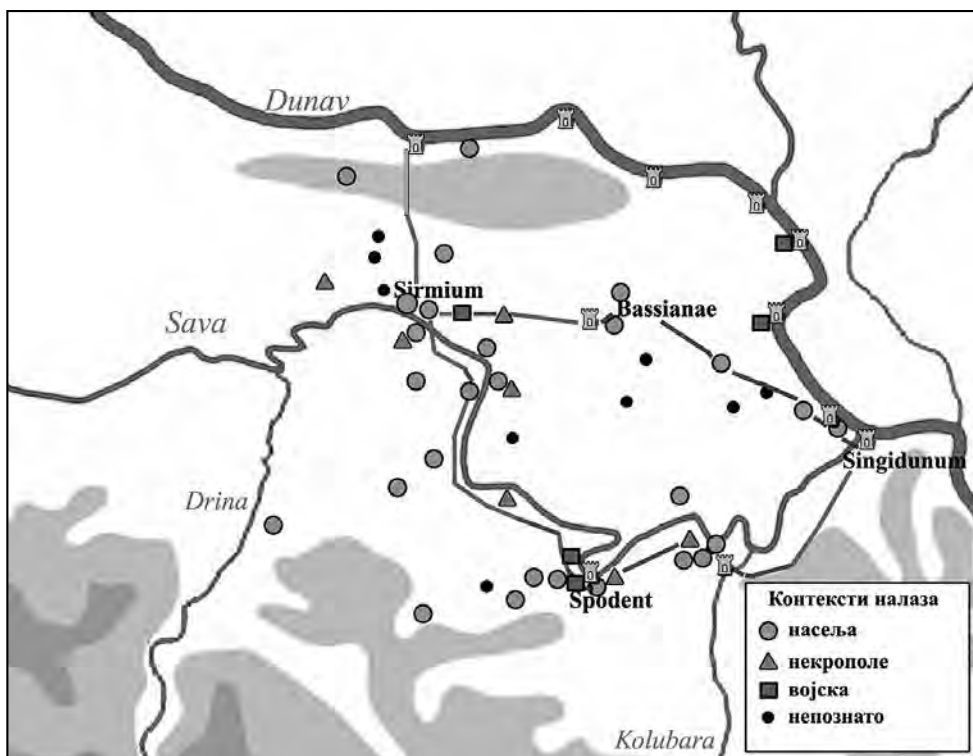 Dunav
Sirmium
Bassianae
Sava
Singidunum
Drina
Spodent
Kolubara
Контексти налаза
насеља
некрополе
војска
непознато